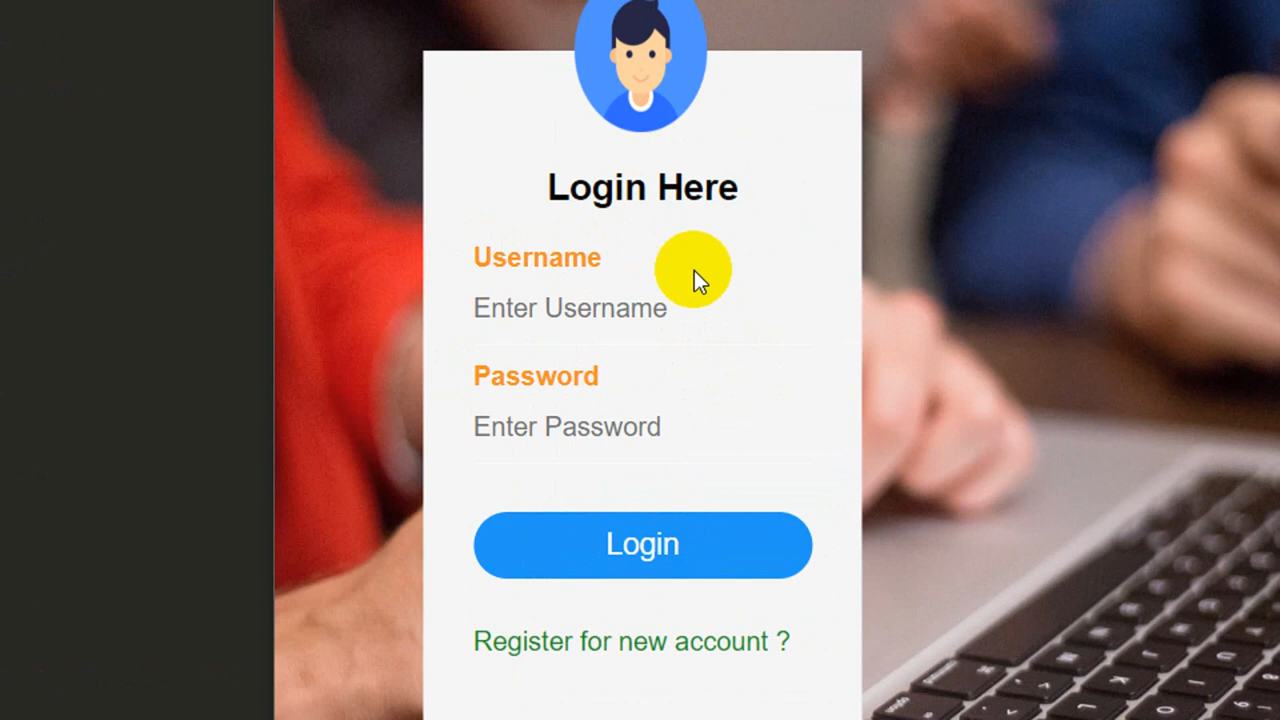 Login Here
Username
Enter Username
Password
Enter Password
Login
Register for new account ?